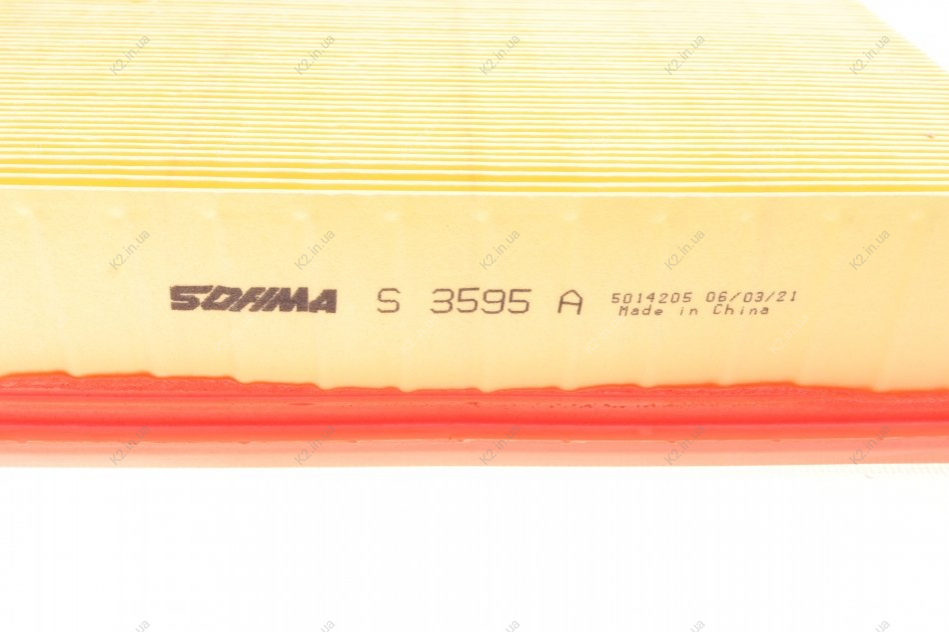 SOFIMA S 3595 A 5014205 06/03/21
Made in China
K2.in.ua